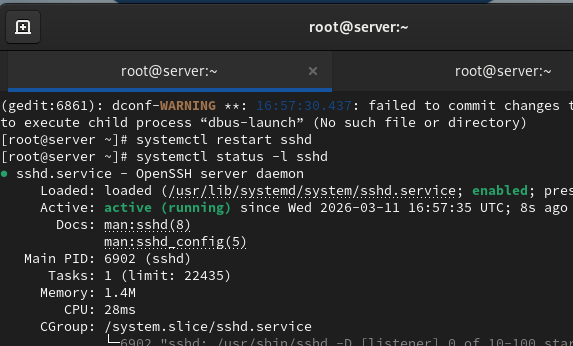 root@server:~
root@server:~ × root@server:~
(gedit:6861): dconf-WARNING **: 16:57:30.437: failed to commit changes t
to execute child process “dbus-launch” (No such file or directory)
[root@server ~]# systemctl restart sshd
[root@server ~]# systemctl status -l sshd
● sshd.service - OpenSSH server daemon
Loaded: loaded (/usr/lib/systemd/system/sshd.service; enabled; pres
Active: active (running) since Wed 2026-03-11 16:57:35 UTC; 8s ago
Docs: man:sshd(8)
man:sshd_config(5)
Main PID: 6902 (sshd)
Tasks: 1 (limit: 22435)
Memory: 1.4M
CPU: 28ms
CGroup: /system.slice/sshd.service
└─6902 "sshd: /usr/sbin/sshd -D [listener] 0 of 10-100 star